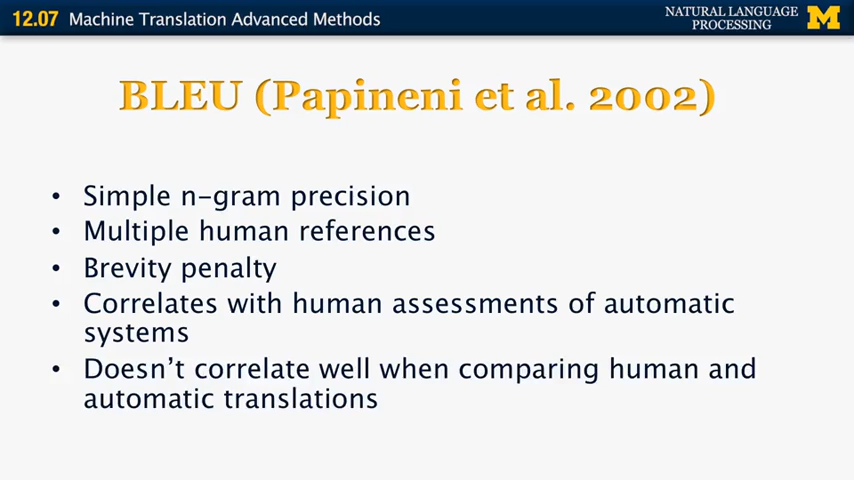 12.07 Machine Translation Advanced Methods
NATURAL LANGUAGE
PROCESSING
M
BLEU (Papineni et al. 2002)
• Simple n-gram precision
• Multiple human references
• Brevity penalty
• Correlates with human assessments of automatic
systems
• Doesn't correlate well when comparing human and
automatic translations